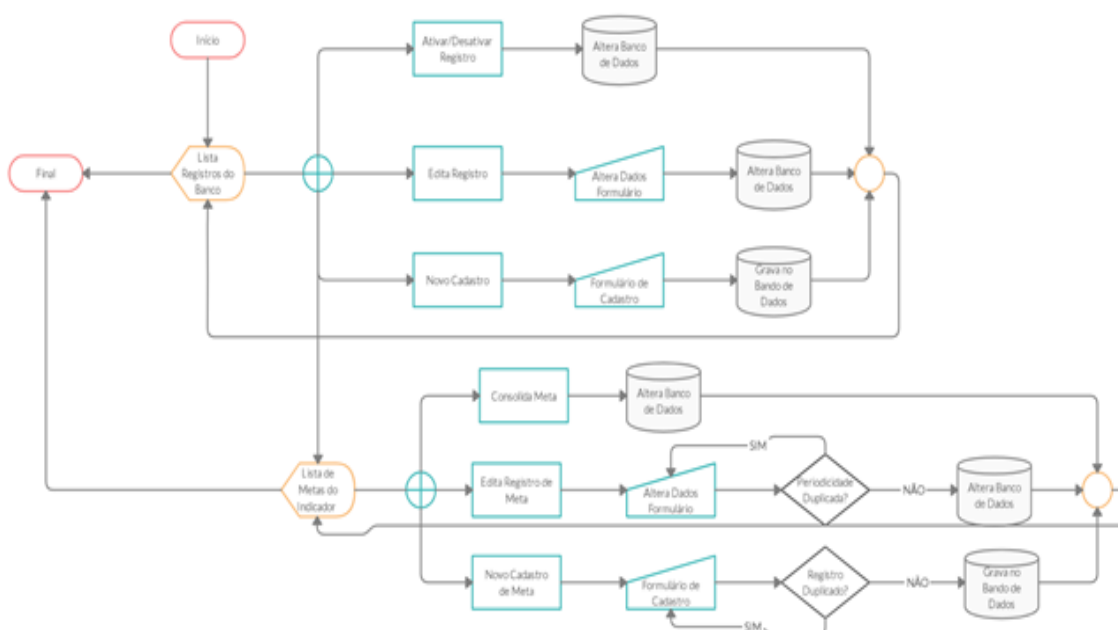 Início
Ativar/Desativar
Registro
Altera Banco
de Dados
Final
Lista
Registros do
Banco
Edita Registro
Altera Dados
Formulário
Altera Banco
de Dados
Novo Cadastro
Formulário de
Cadastro
Grava no
Bando de
Dados
Consolida Meta
Altera Banco
de Dados
SIM
Lista de
Metas do
Indicador
Edita Registro de
Meta
Altera Dados
Formulário
Periodicidade
Duplicada?
NÃO
Altera Banco
de Dados
Novo Cadastro
de Meta
Formulário de
Cadastro
Registro
Duplicado?
NÃO
Grava no
Bando de
Dados
SIM